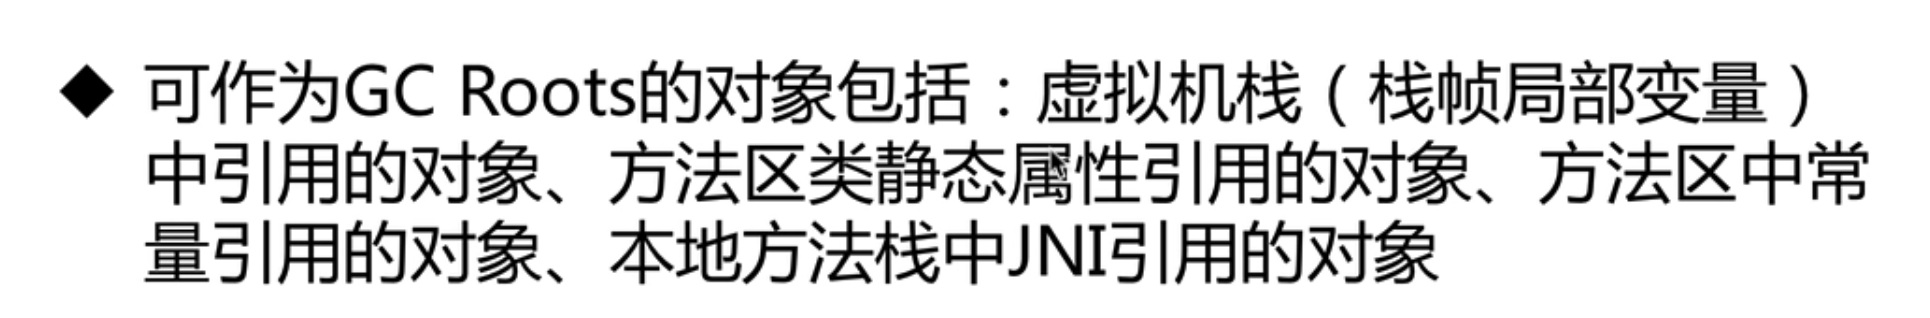 ◆ 可作为GC Roots的对象包括：虚拟机栈（栈帧局部变量）
中引用的对象、方法区类静态属性引用的对象、方法区中常
量引用的对象、本地方法栈中JNI引用的对象